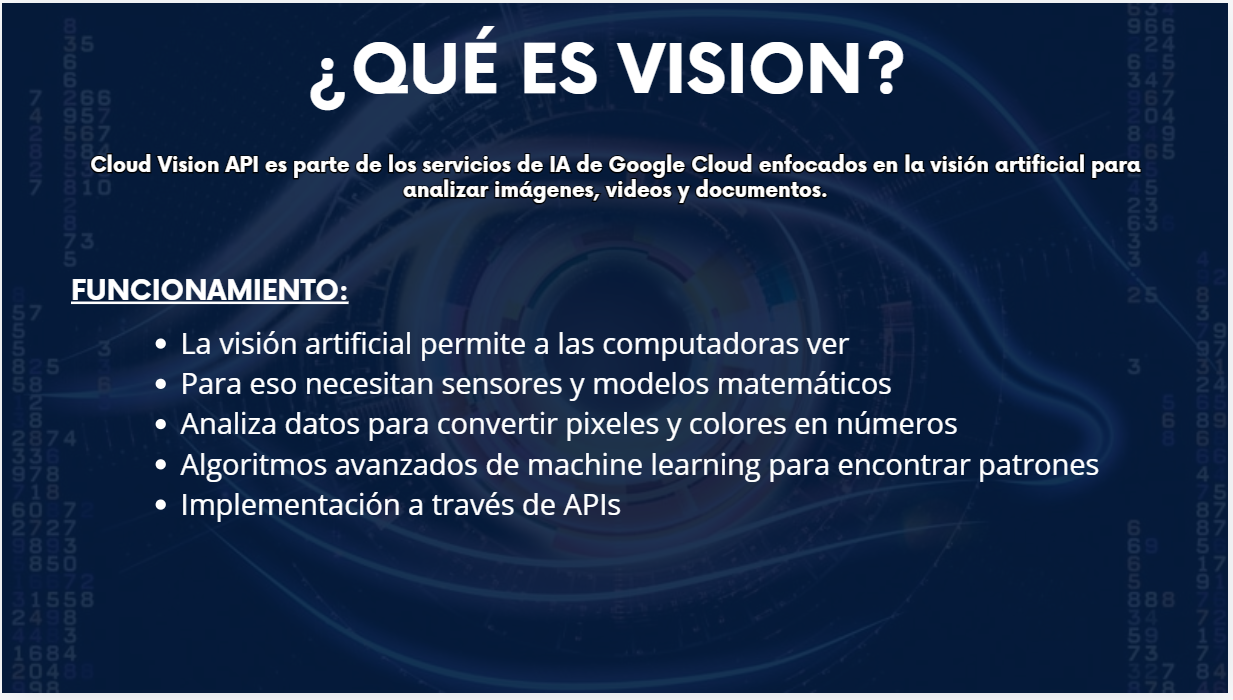 ¿QUÉ ES VISION?
Cloud Vision API es parte de los servicios de IA de Google Cloud enfocados en la visión artificial para
analizar imágenes, videos y documentos.
FUNCIONAMIENTO:
• La visión artificial permite a las computadoras ver
• Para eso necesitan sensores y modelos matemáticos
• Analiza datos para convertir pixeles y colores en números
• Algoritmos avanzados de machine learning para encontrar patrones
• Implementación a través de APIs